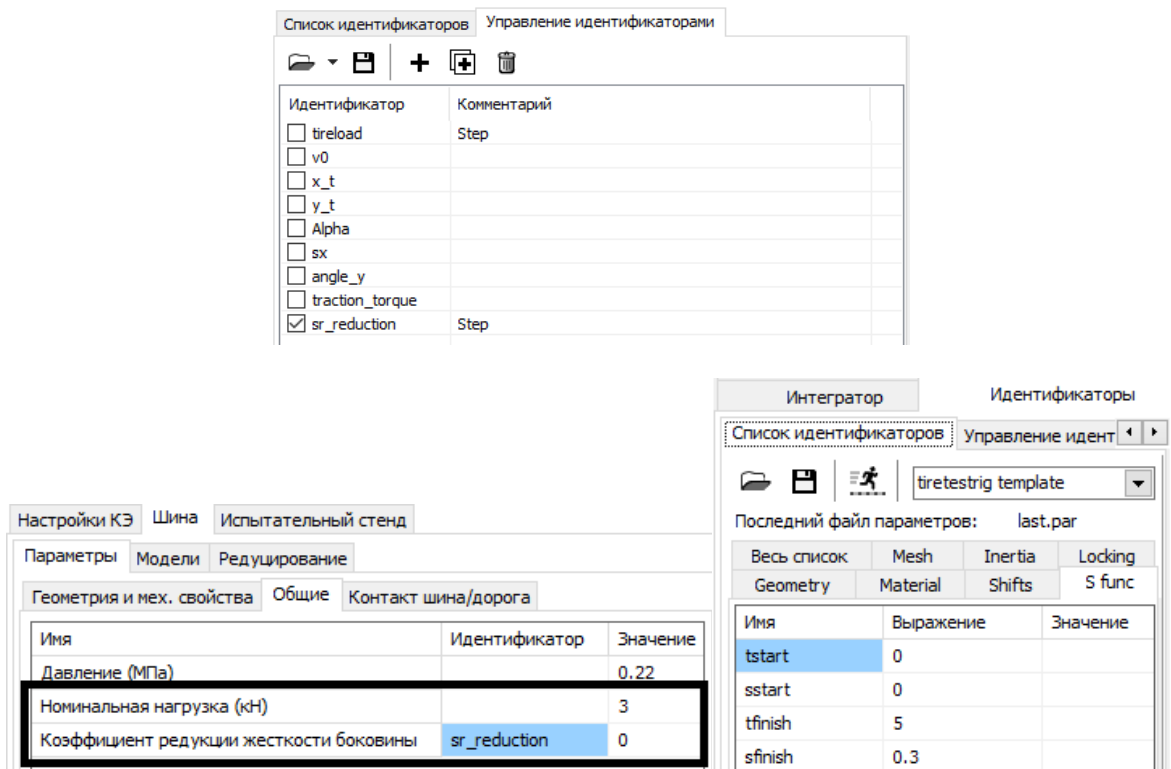 Список идентификаторов Управление идентификаторами
Идентификатор Комментарий
tireload Step
v0
x_t
y_t
Alpha
sx
angle_y
traction_torque
sr_reduction Step
Настройки КЭ Шина Испытательный стенд
Параметры Модели Редуцирование
Геометрия и мех. свойства Общие Контакт шина/дорога
Имя Идентификатор Значение
Давление (МПа) 0.22
Номинальная нагрузка (кН) 3
Коэффициент редукции жесткости боковины sr_reduction 0
Интегратор Идентификаторы
Список идентификаторов Управление идент
tiretestrig template
Последний файл параметров: last.par
Весь список Mesh Inertia Locking
Geometry Material Shifts S func
Имя Выражение Значение
tstart 0
sstart 0
tfinish 5
sfinish 0.3